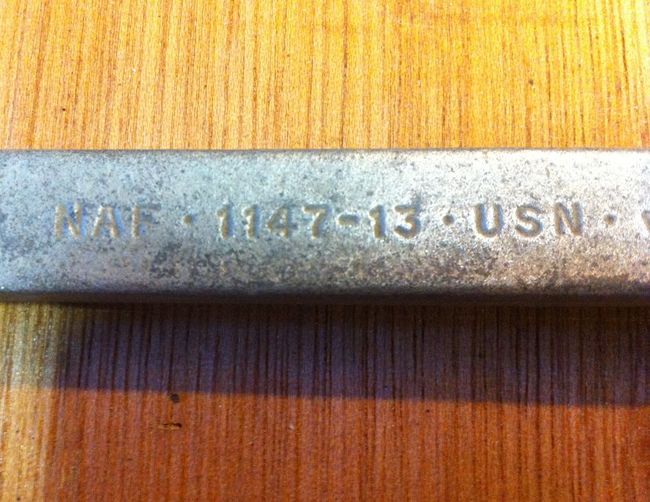 NAF · 1147-13 · USN ·